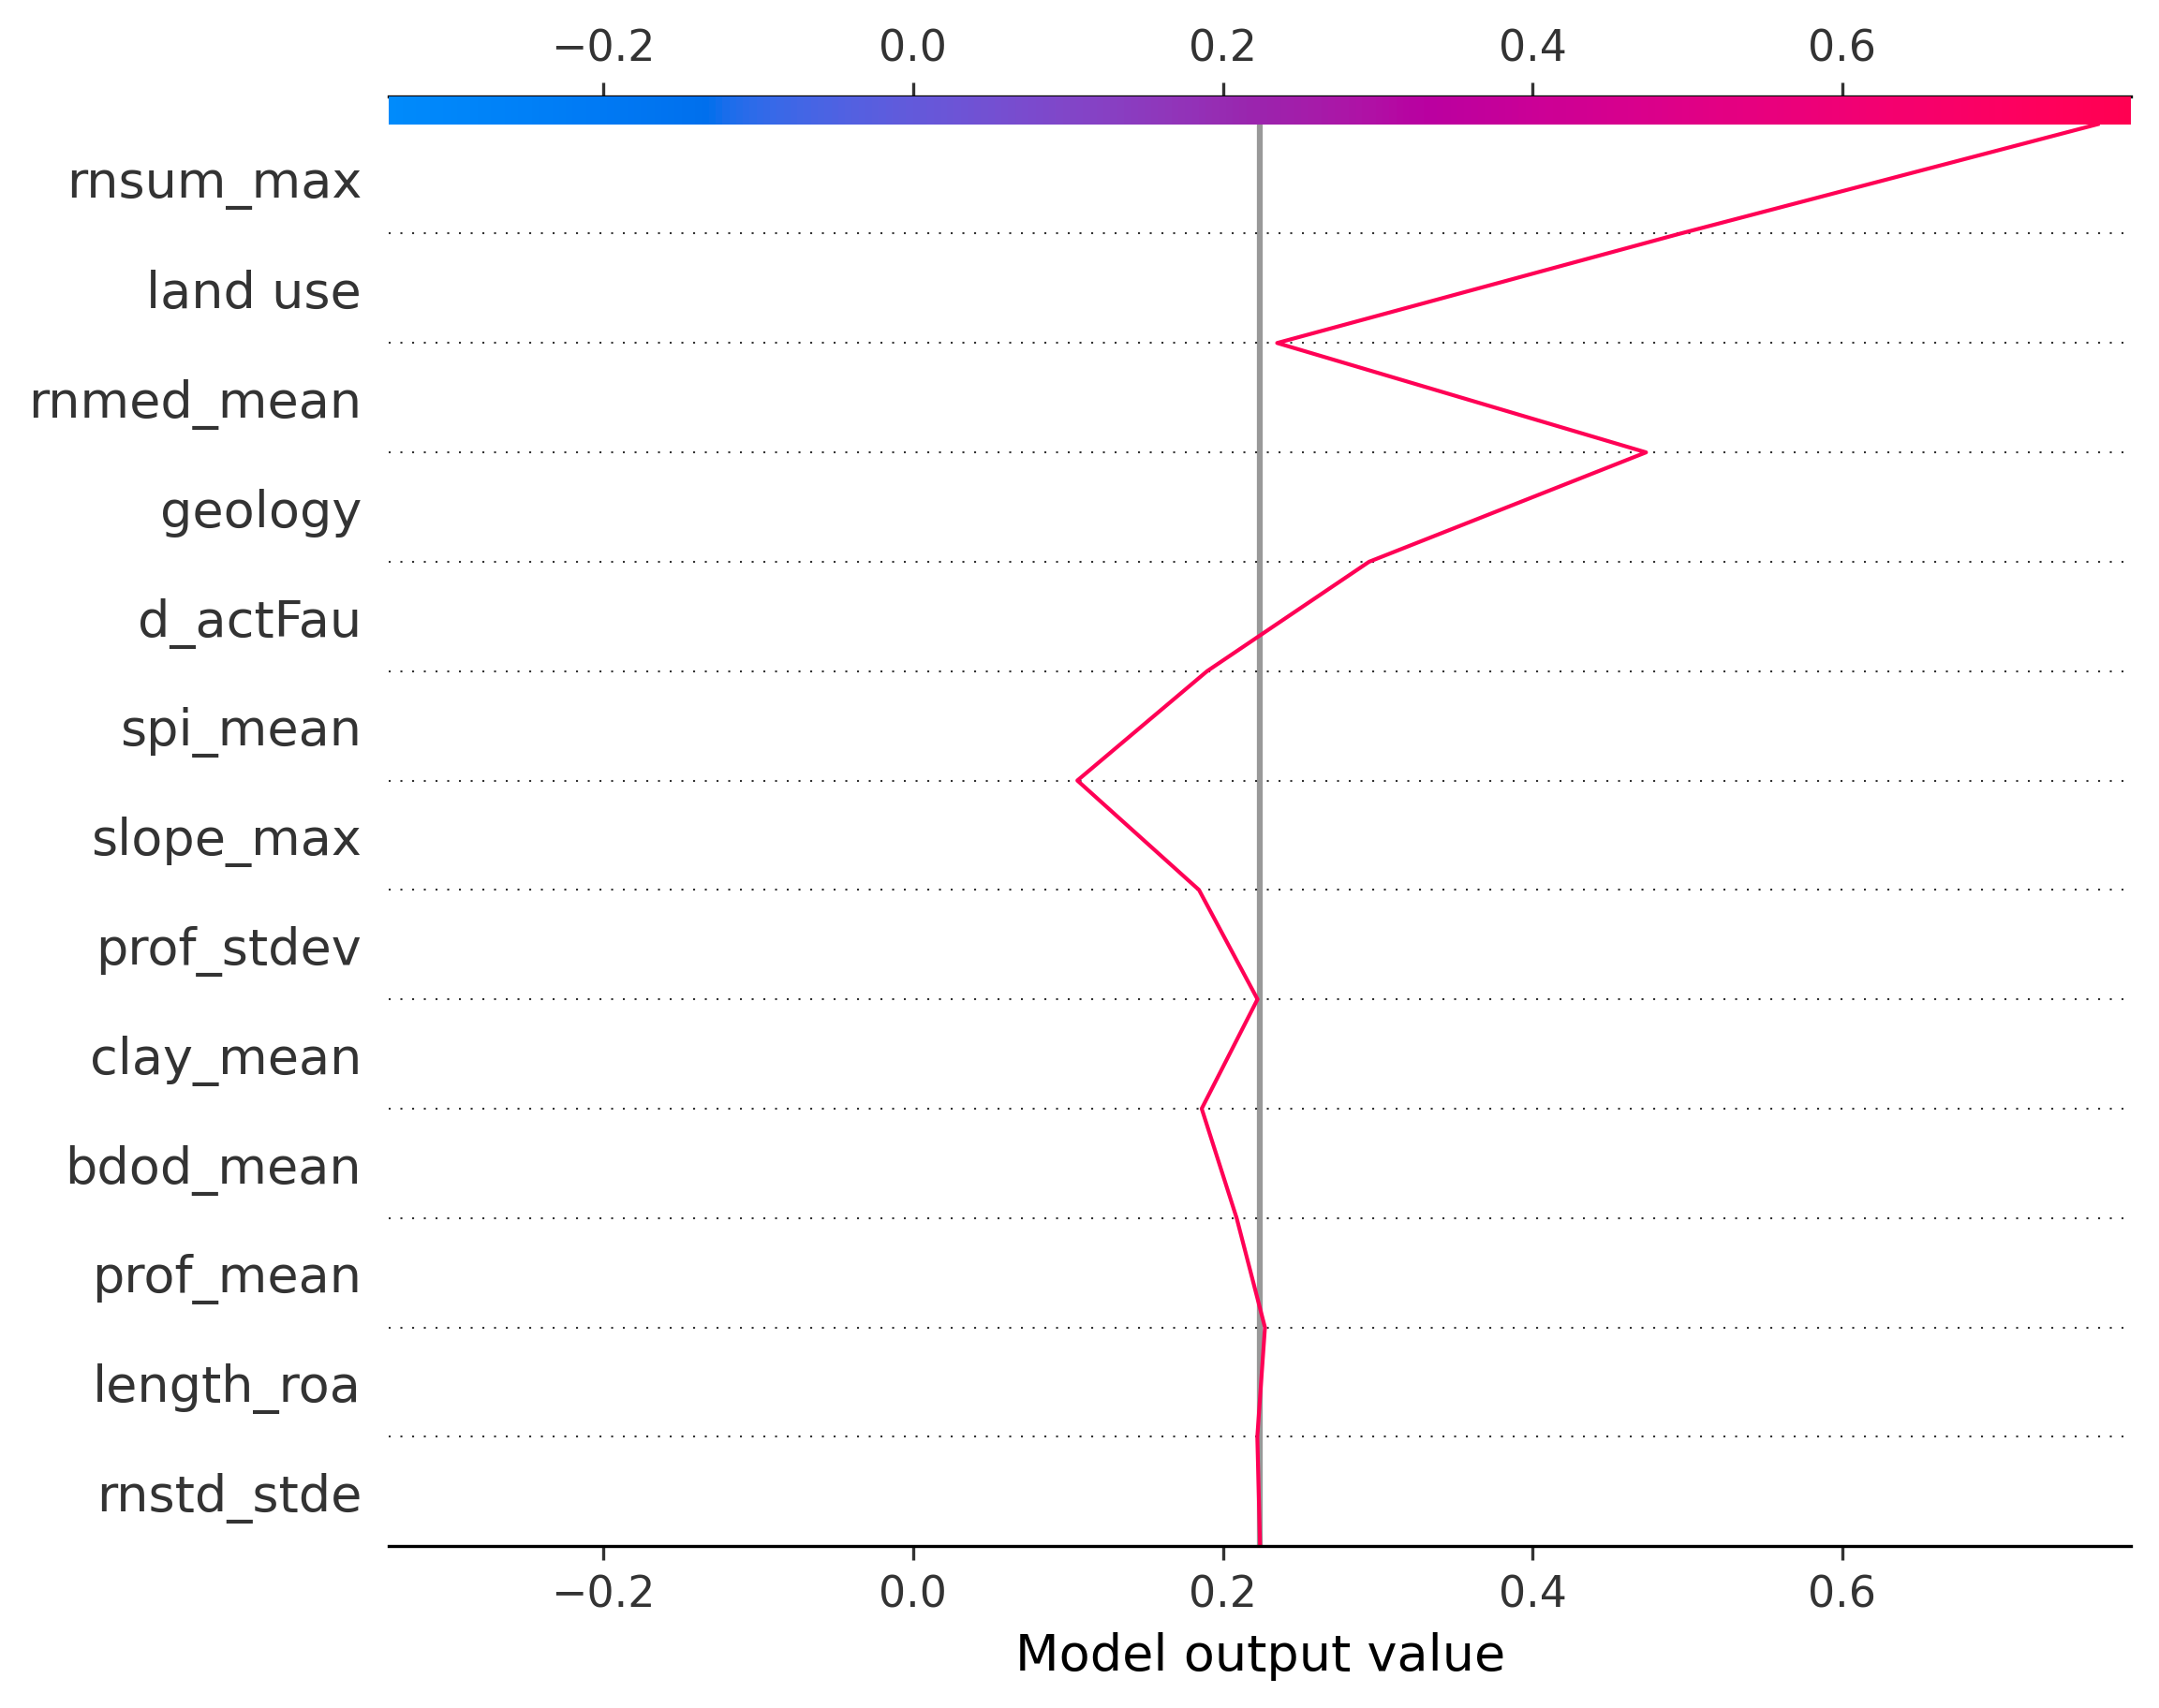 −0.2 0.0 0.2 0.4 0.6
rnsum_max
land use
rnmed_mean
geology
d_actFau
spi_mean
slope_max
prof_stdev
clay_mean
bdod_mean
prof_mean
length_roa
rnstd_stde
−0.2 0.0 0.2 0.4 0.6
Model output value